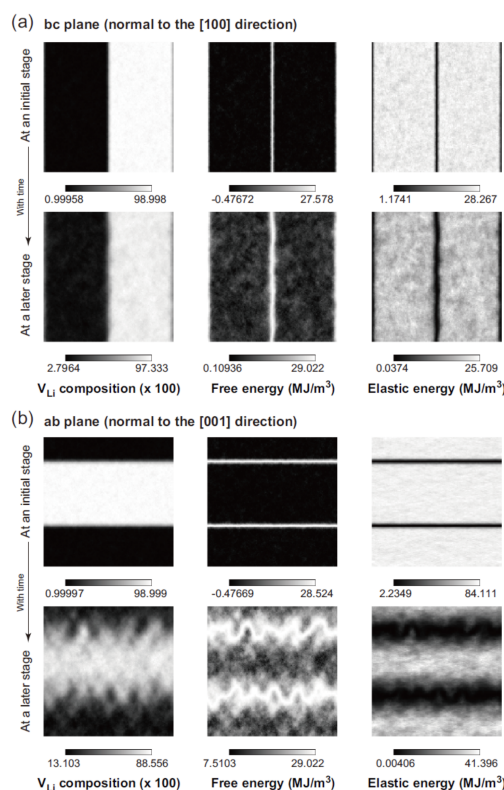 (a) bc plane (normal to the [100] direction)
At an initial stage
With time
At a later stage
0.99958 98.998
-0.47672 27.578
1.1741 28.267
2.7964 97.333
0.10936 29.022
0.0374 25.709
V_Li composition (x 100) Free energy (MJ/m³) Elastic energy (MJ/m³)
(b) ab plane (normal to the [001] direction)
At an initial stage
With time
At a later stage
0.99997 98.999
-0.47669 28.524
2.2349 84.111
13.103 88.556
7.5103 29.022
0.00406 41.396
V_Li composition (x 100) Free energy (MJ/m³) Elastic energy (MJ/m³)